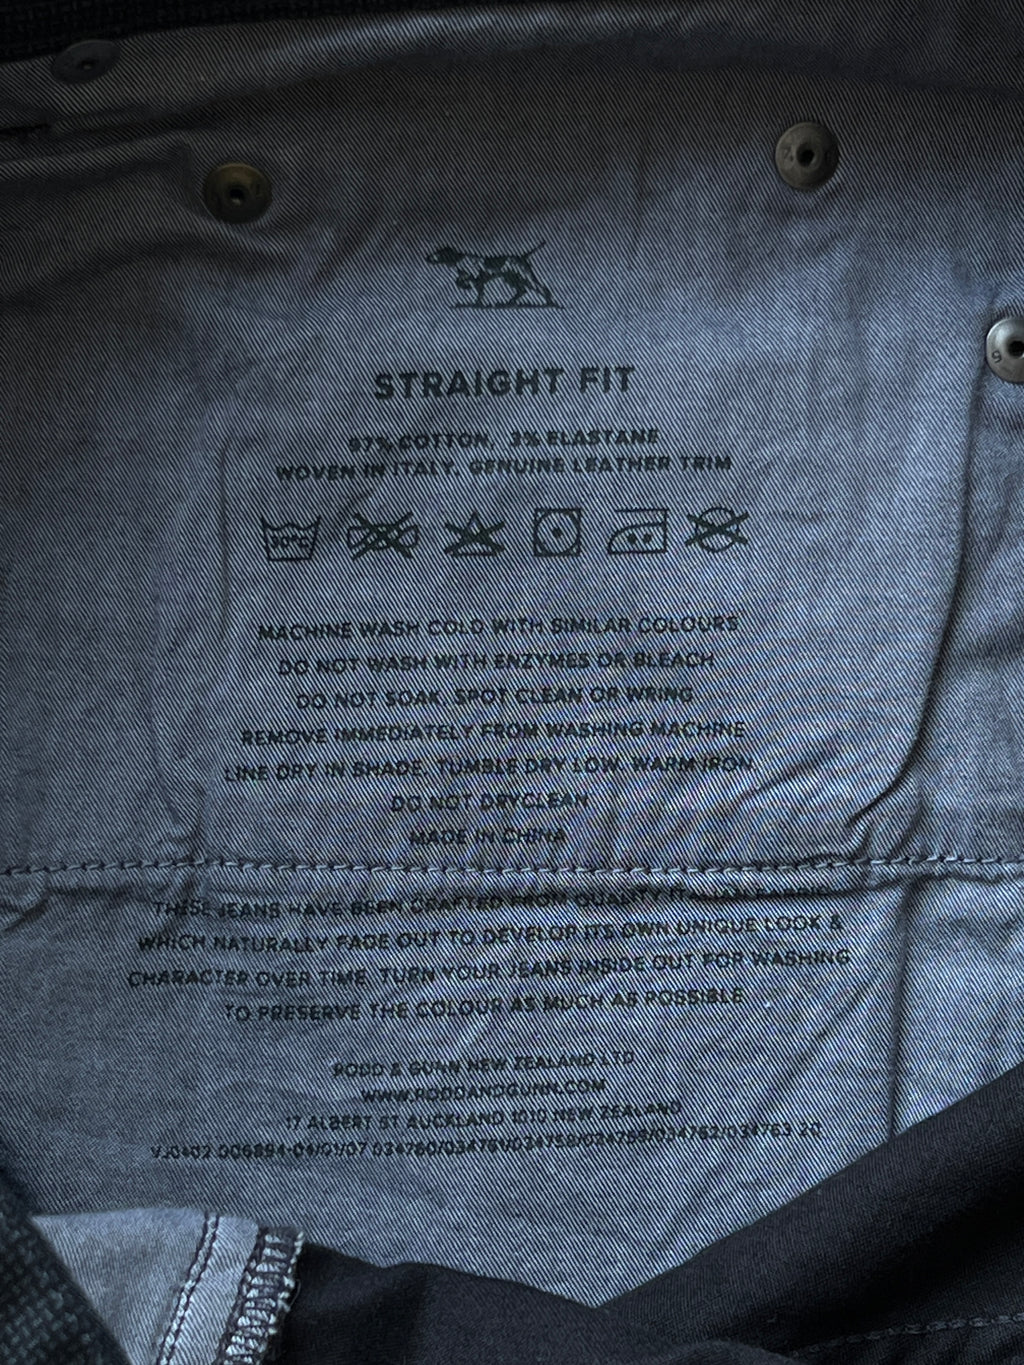 STRAIGHT FIT
97% COTTON, 3% ELASTANE
WOVEN IN ITALY, GENUINE LEATHER TRIM
30°C
MACHINE WASH COLD WITH SIMILAR COLOURS
DO NOT WASH WITH ENZYMES OR BLEACH
DO NOT SOAK, SPOT CLEAN OR WRING
REMOVE IMMEDIATELY FROM WASHING MACHINE
LINE DRY IN SHADE, TUMBLE DRY LOW, WARM IRON
DO NOT DRYCLEAN
MADE IN CHINA
THESE JEANS HAVE BEEN CRAFTED FROM QUALITY ITALIAN FABRIC
WHICH NATURALLY FADE OUT TO DEVELOP ITS OWN UNIQUE LOOK &
CHARACTER OVER TIME. TURN YOUR JEANS INSIDE OUT FOR WASHING
TO PRESERVE THE COLOUR AS MUCH AS POSSIBLE
RODD & GUNN NEW ZEALAND LTD
WWW.RODDANDGUNN.COM
17 ALBERT ST AUCKLAND 1010 NEW ZEALAND
20